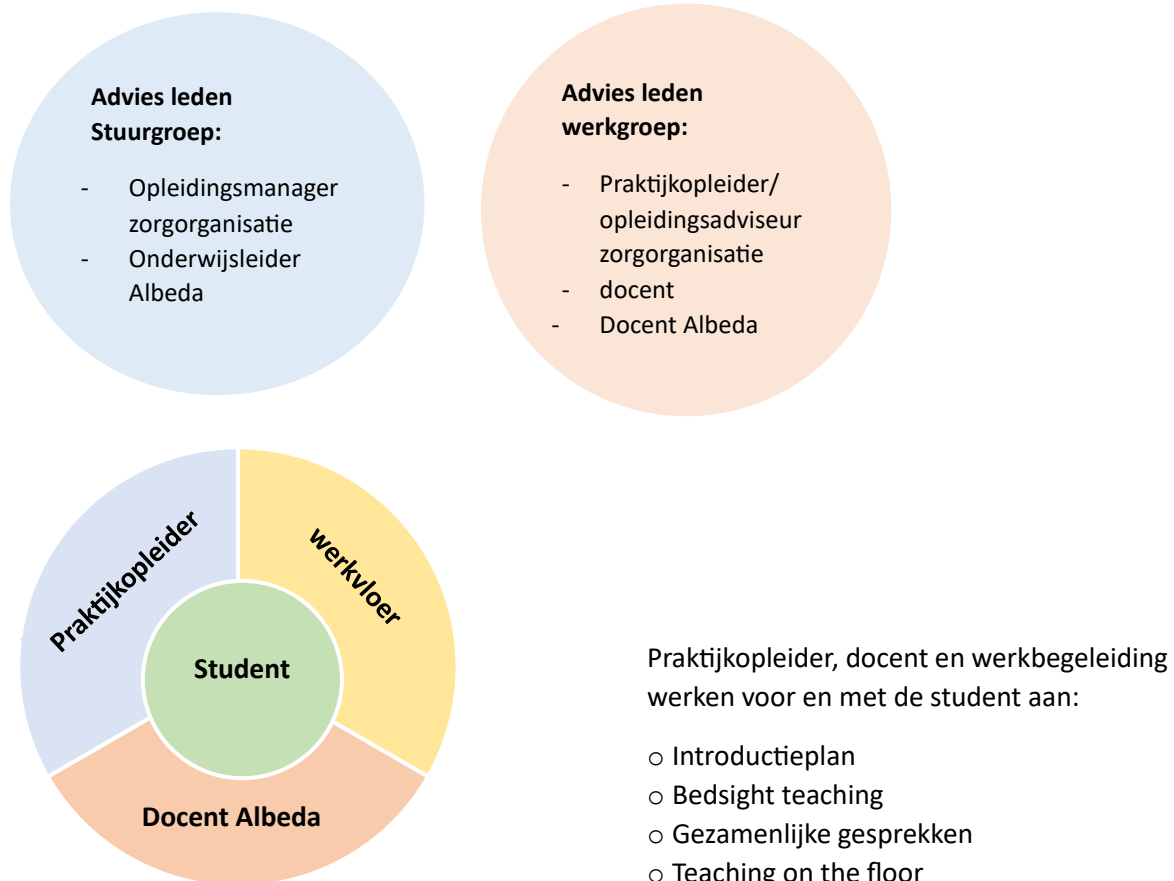 Advies leden
Stuurgroep:
- Opleidingsmanager
zorgorganisatie
- Onderwijsleider
Albeda
Advies leden
werkgroep:
- Praktijkopleider/
opleidingsadviseur
zorgorganisatie
- docent
- Docent Albeda
Praktijkopleider
werkvloer
Student
Docent Albeda
Praktijkopleider, docent en werkbegeleiding
werken voor en met de student aan:
o Introductieplan
o Bedsight teaching
o Gezamenlijke gesprekken
o Teaching on the floor